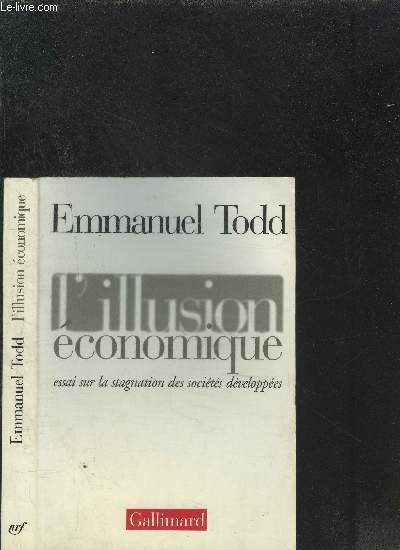 Le-livre.com
Emmanuel Todd
l'illusion
économique
essai sur la stagnation des sociétés développées
Gallimard
Emmanuel Todd l'illusion économique
nrf